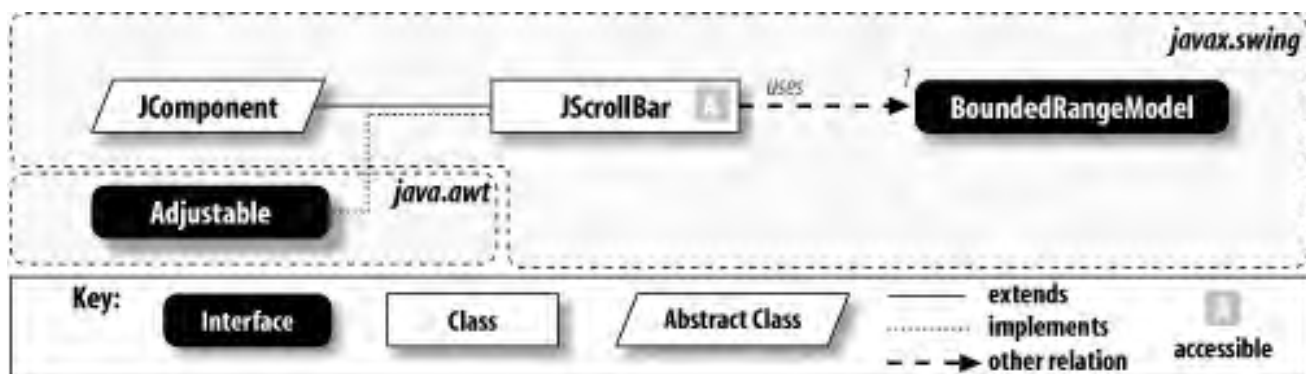 javax.swing
JComponent
JScrollBar A
uses
1
BoundedRangeModel
Adjustable
java.awt
Key:
Interface
Class
Abstract Class
extends
implements
other relation
A
accessible